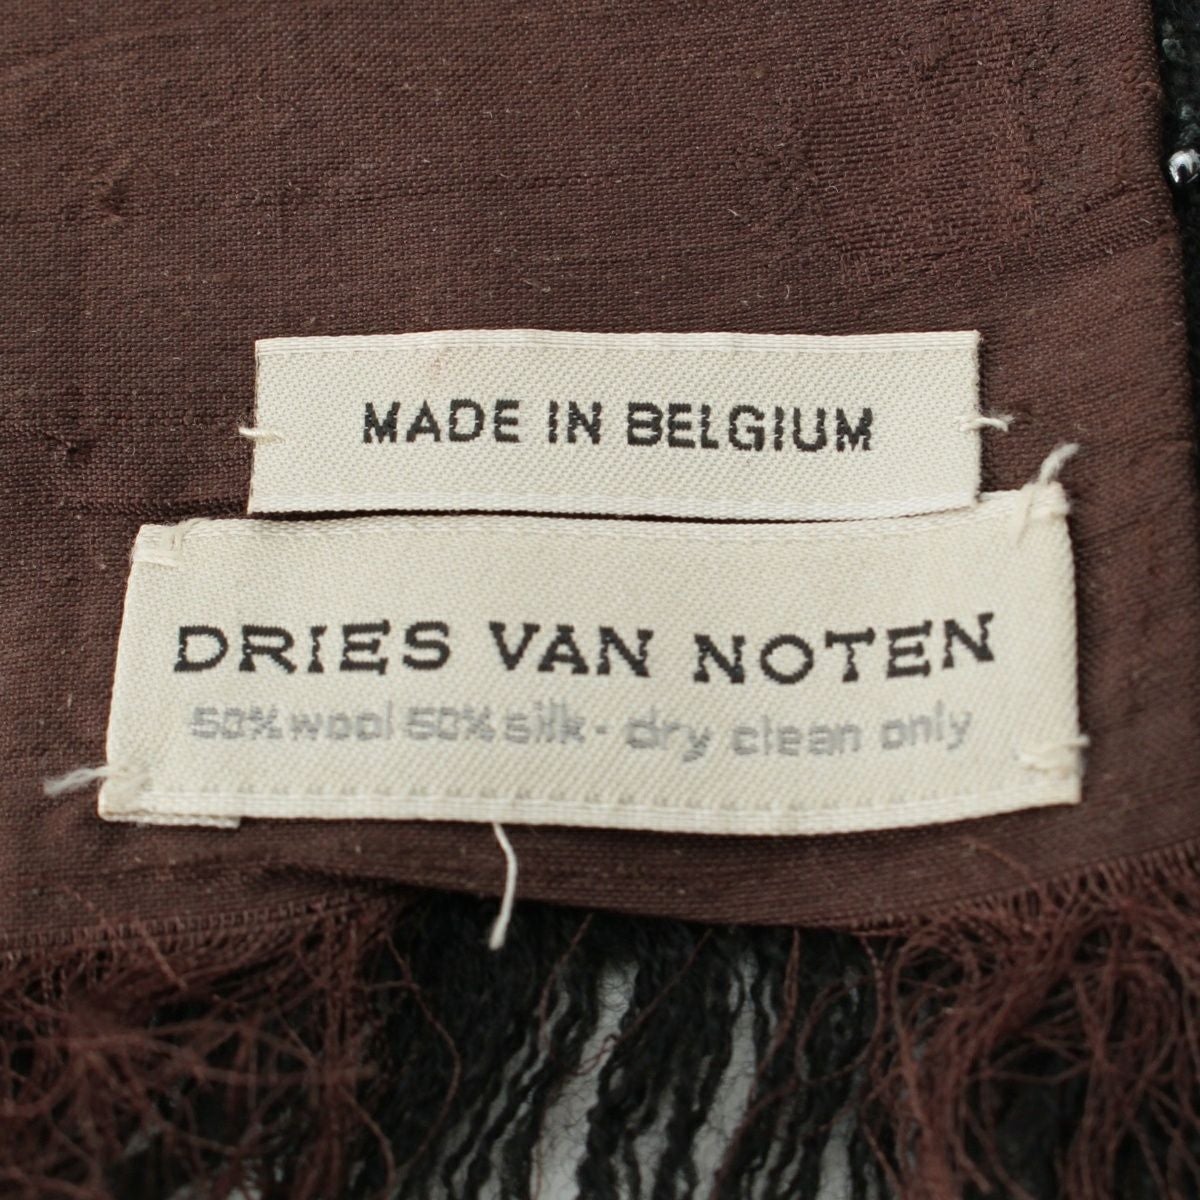 MADE IN BELGIUM
DRIES VAN NOTEN
50% wool 50% silk - dry clean only